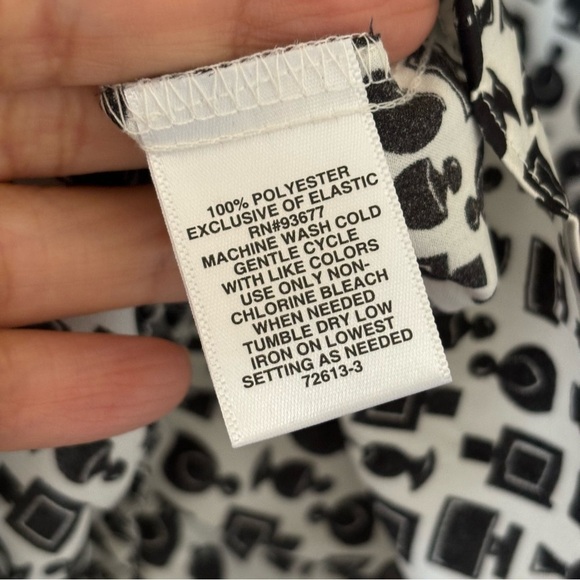 100% POLYESTER
EXCLUSIVE OF ELASTIC
RN#93677
MACHINE WASH COLD
GENTLE CYCLE
WITH LIKE COLORS
USE ONLY NON-
CHLORINE BLEACH
WHEN NEEDED
TUMBLE DRY LOW
IRON ON LOWEST
SETTING AS NEEDED
72613-3